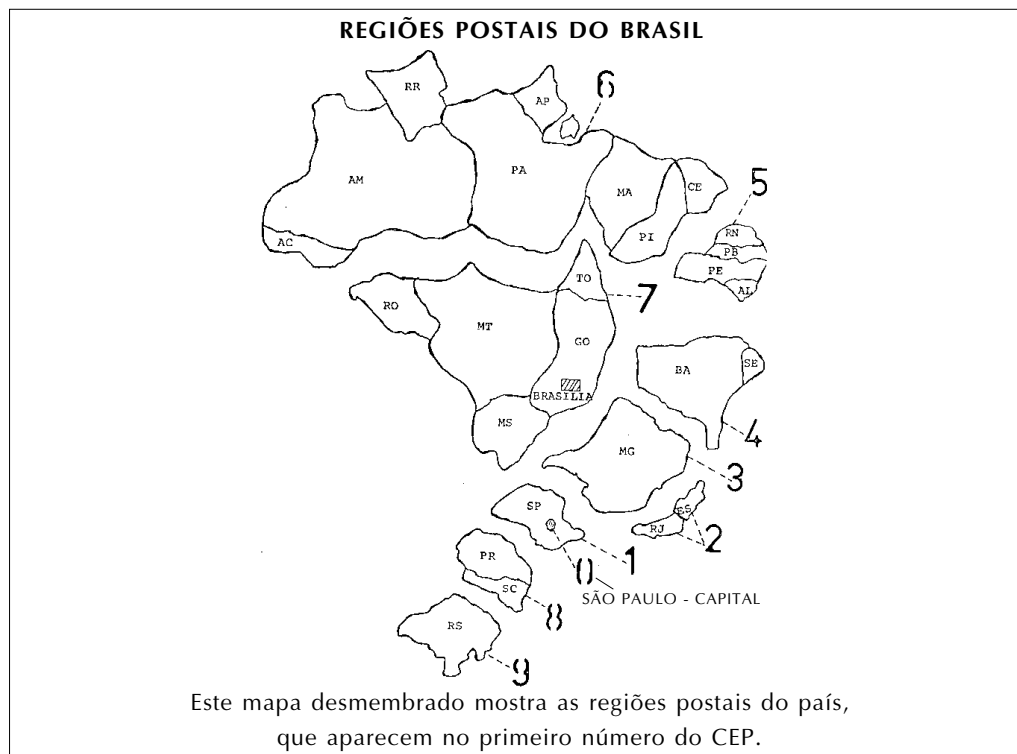 REGIÕES POSTAIS DO BRASIL
6
RR
AP
AM
PA
MA
CE
5
AC
PI
RN
PB
PE
AL
TO
RO
7
MT
GO
BA
SE
BRASILIA
MS
4
MG
3
SP
ES
RJ
2
1
0
PR
SC
SÃO PAULO - CAPITAL
8
RS
9
Este mapa desmembrado mostra as regiões postais do país,
que aparecem no primeiro número do CEP.